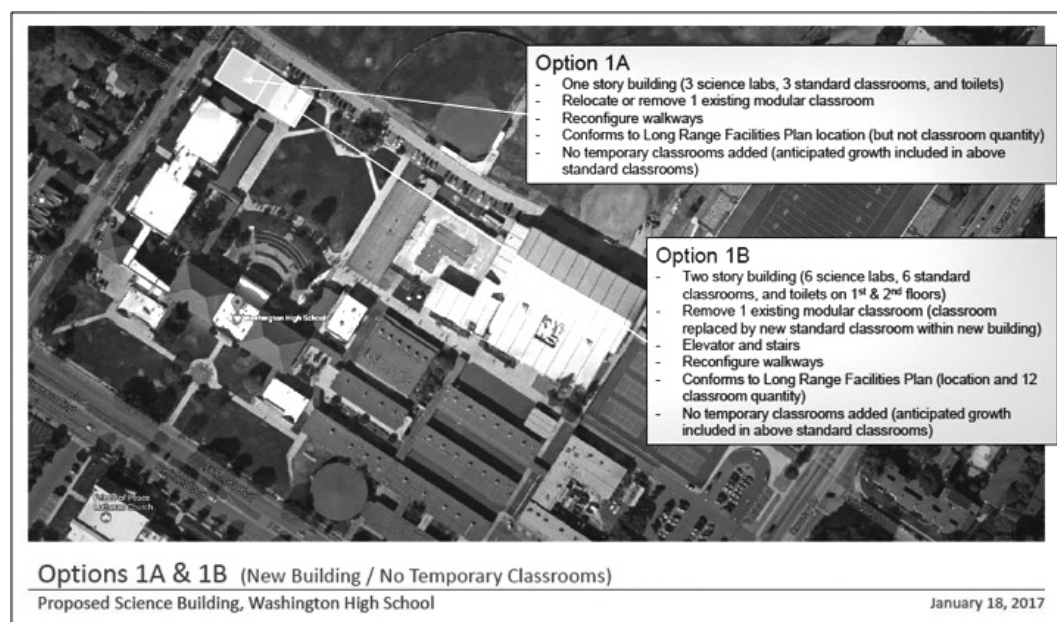 Option 1A
- One story building (3 science labs, 3 standard classrooms, and toilets)
- Relocate or remove 1 existing modular classroom
- Reconfigure walkways
- Conforms to Long Range Facilities Plan location (but not classroom quantity)
- No temporary classrooms added (anticipated growth included in above
standard classrooms)
Option 1B
- Two story building (6 science labs, 6 standard
classrooms, and toilets on 1st & 2nd floors)
- Remove 1 existing modular classroom (classroom
replaced by new standard classroom within new building)
- Elevator and stairs
- Reconfigure walkways
- Conforms to Long Range Facilities Plan (location and 12
classroom quantity)
- No temporary classrooms added (anticipated growth
included in above standard classrooms)
Washington High School
Prince of Peace
Lutheran Church
Options 1A & 1B (New Building / No Temporary Classrooms)
Proposed Science Building, Washington High School
January 18, 2017